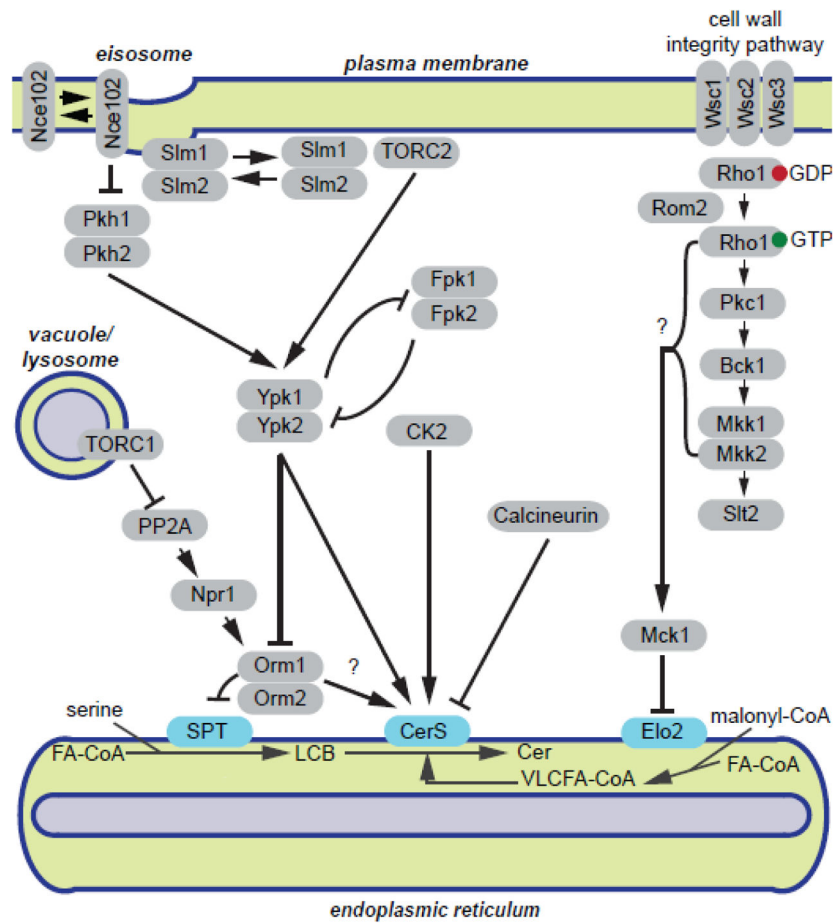 cell wall
integrity pathway
eisosome
plasma membrane
Nce102
Nce102
Wsc1
Wsc2
Wsc3
Slm1
Slm2
Slm1
Slm2
TORC2
Rho1
GDP
Rom2
Rho1
GTP
Pkh1
Pkh2
Fpk1
Fpk2
Pkc1
?
vacuole/
lysosome
Bck1
Ypk1
Ypk2
CK2
Mkk1
Mkk2
TORC1
Slt2
PP2A
Calcineurin
Npr1
Mck1
Orm1
Orm2
?
serine
SPT
CerS
Elo2
malonyl-CoA
FA-CoA
LCB
Cer
VLCFA-CoA
FA-CoA
endoplasmic reticulum